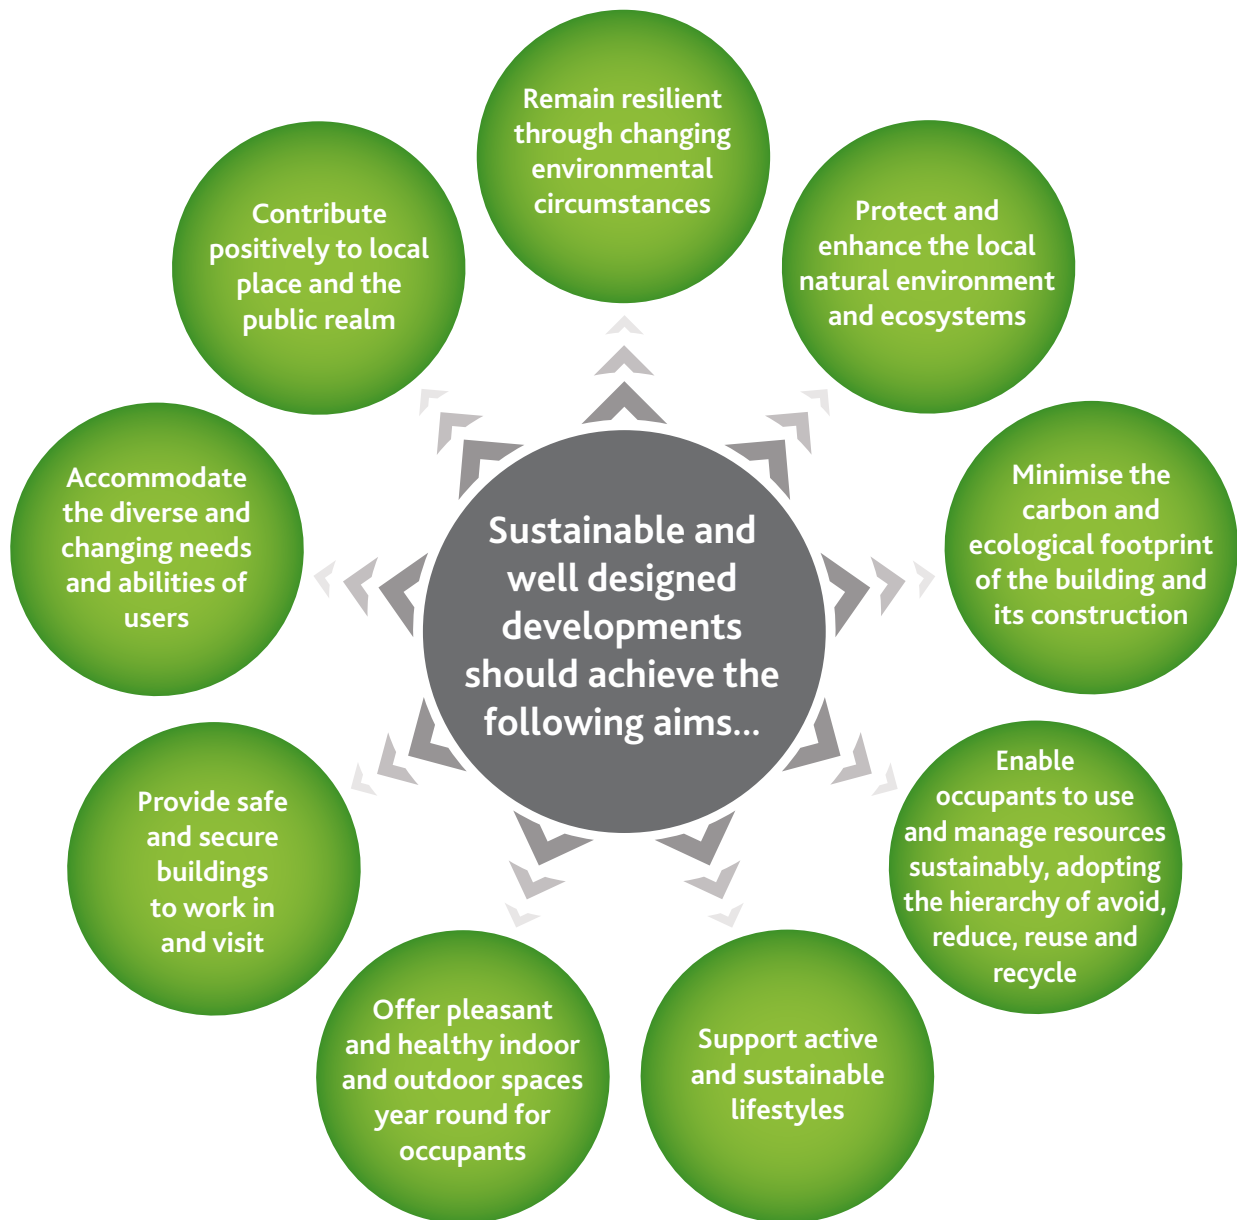 Sustainable and
well designed
developments
should achieve the
following aims...
Remain resilient
through changing
environmental
circumstances
Protect and
enhance the local
natural environment
and ecosystems
Minimise the
carbon and
ecological footprint
of the building and
its construction
Enable
occupants to use
and manage resources
sustainably, adopting
the hierarchy of avoid,
reduce, reuse and
recycle
Support active
and sustainable
lifestyles
Offer pleasant
and healthy indoor
and outdoor spaces
year round for
occupants
Provide safe
and secure
buildings
to work in
and visit
Accommodate
the diverse and
changing needs
and abilities of
users
Contribute
positively to local
place and the
public realm